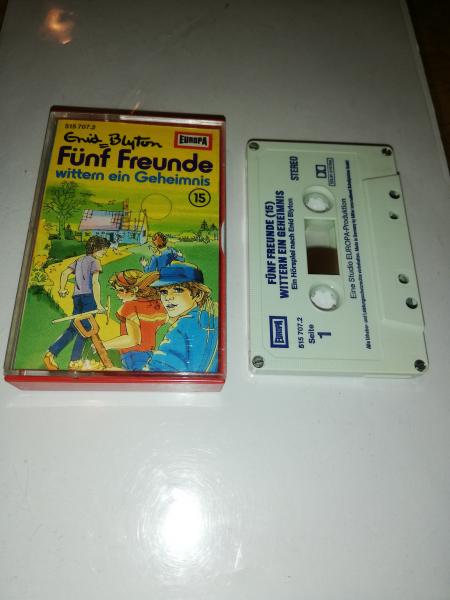 515 707.2
EUROPA
Enid Blyton
Fünf Freunde
wittern ein Geheimnis
15
EUROPA
515 707.2
Seite
1
FÜNF FREUNDE (15)
WITTERN EIN GEHEIMNIS
Ein Hörspiel nach Enid Blyton
STEREO
Eine Studio EUROPA-Produktion